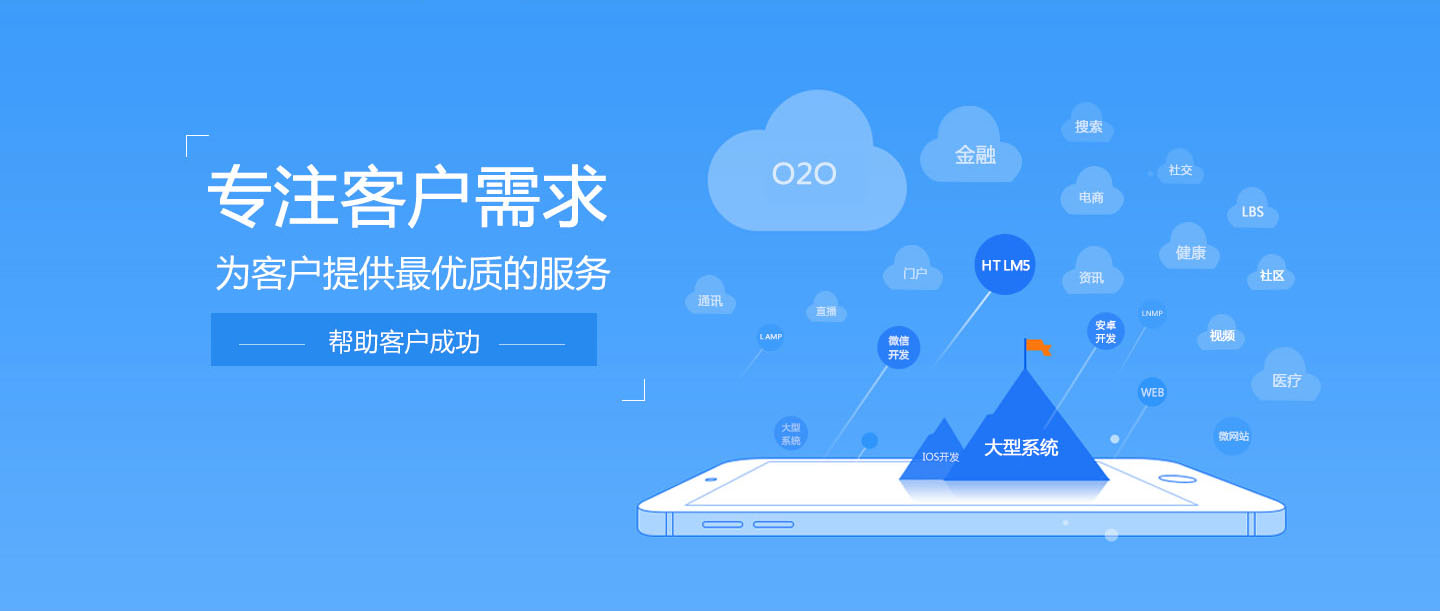 专注客户需求
为客户提供最优质的服务
帮助客户成功
O2O
金融
搜索
社交
电商
LBS
健康
门户
HT LM5
资讯
社区
通讯
直播
LAMP
微信
开发
安卓
开发
LNMP
视频
医疗
WEB
大型
系统
微网站
IOS开发
大型系统